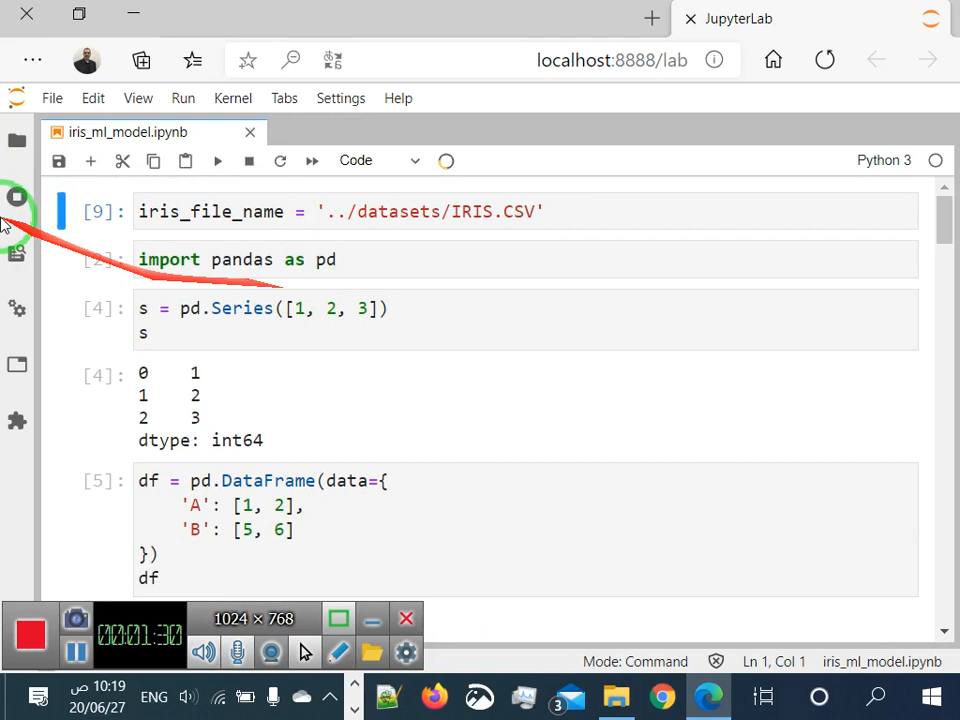 JupyterLab
localhost:8888/lab
File Edit View Run Kernel Tabs Settings Help
iris_ml_model.ipynb
Code Python 3
[9]: iris_file_name = '../datasets/IRIS.CSV'
[2]: import pandas as pd
[4]: s = pd.Series([1, 2, 3])
s
[4]: 0 1
1 2
2 3
dtype: int64
[5]: df = pd.DataFrame(data={
'A': [1, 2],
'B': [5, 6]
})
df
00:01:30 1024 × 768
Mode: Command Ln 1, Col 1 iris_ml_model.ipynb
10:19 ص ENG 3
20/06/27